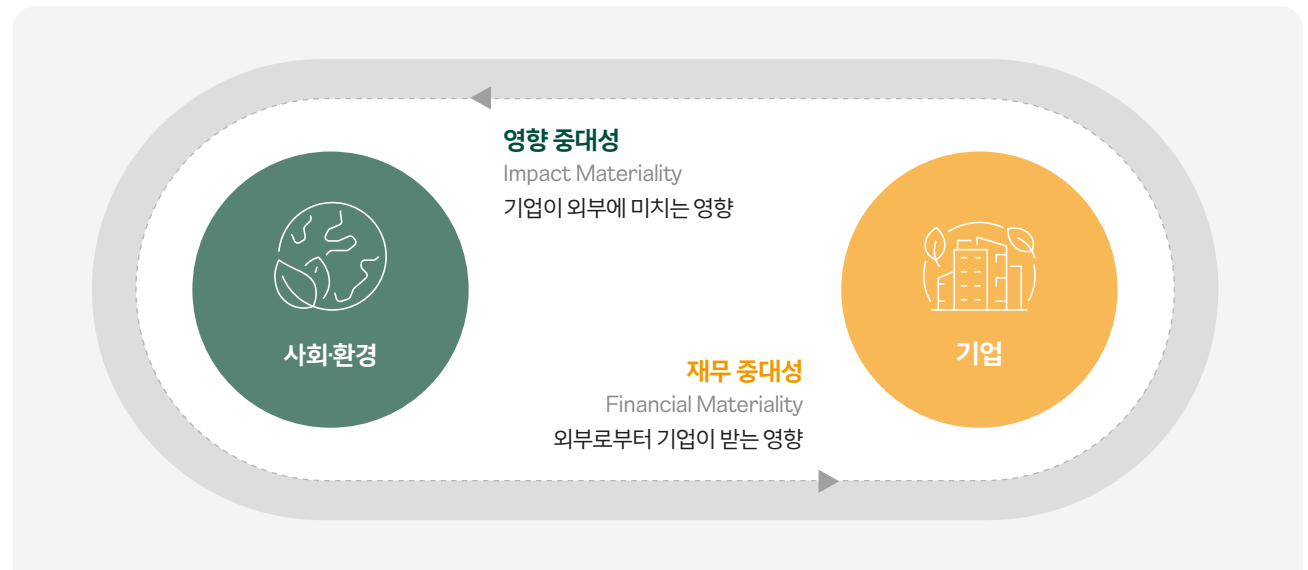 영향 중대성
Impact Materiality
기업이 외부에 미치는 영향
사회·환경
기업
재무 중대성
Financial Materiality
외부로부터 기업이 받는 영향